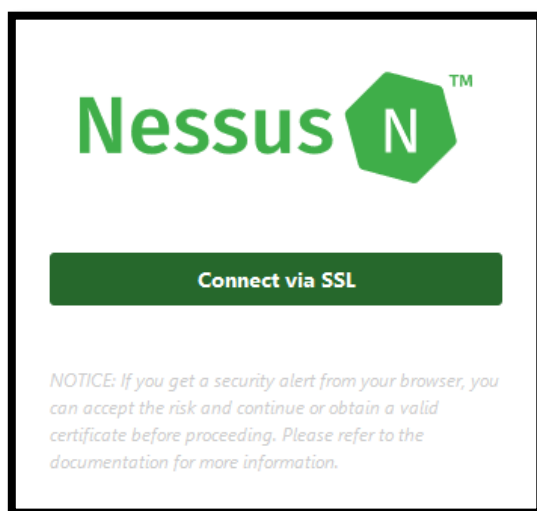 Nessus N ™
Connect via SSL
NOTICE: If you get a security alert from your browser, you
can accept the risk and continue or obtain a valid
certificate before proceeding. Please refer to the
documentation for more information.